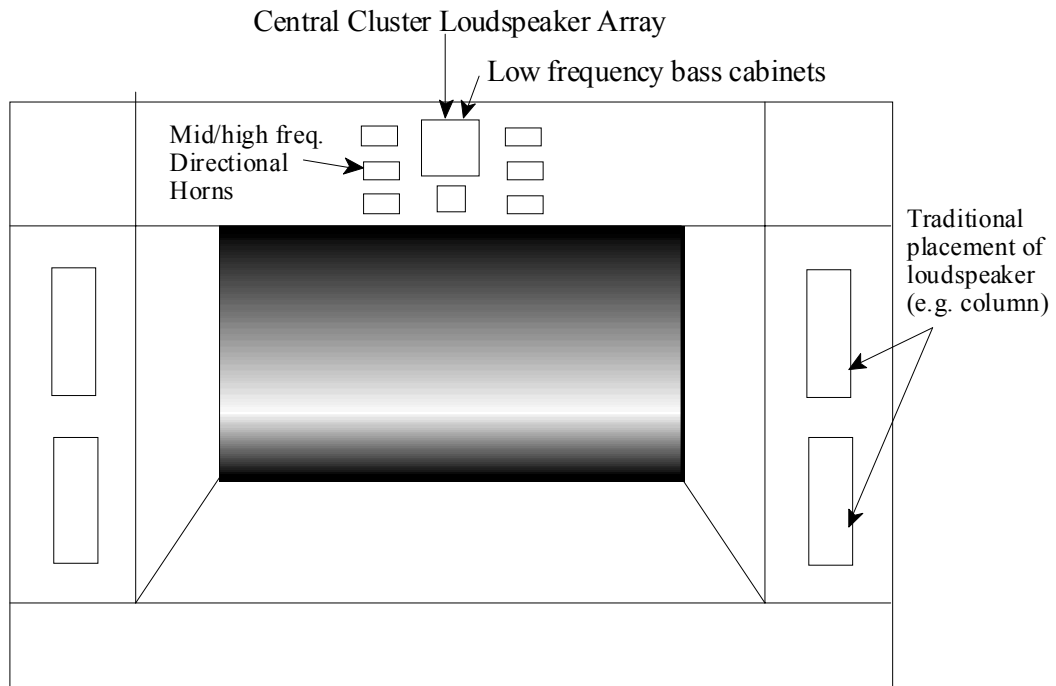 Central Cluster Loudspeaker Array
Low frequency bass cabinets
Mid/high freq.
Directional
Horns
Traditional
placement of
loudspeaker
(e.g. column)